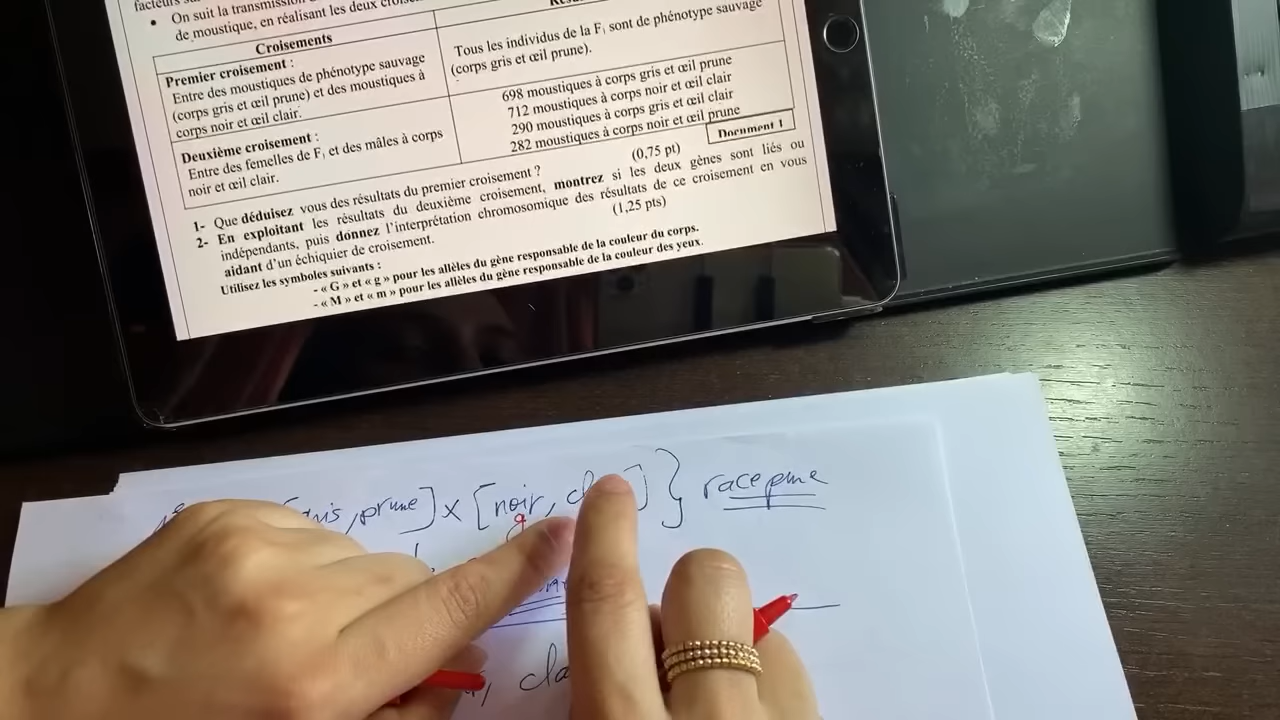 On suit la transmission
de moustique, en réalisant les deux
Croisements
Premier croisement :
Entre des moustiques de phénotype sauvage
(corps gris et œil prune) et des moustiques à
corps noir et œil clair.
Tous les individus de la F₁ sont de phénotype sauvage
(corps gris et œil prune).
Deuxième croisement :
Entre des femelles de F₁ et des mâles à corps
noir et œil clair.
698 moustiques à corps gris et œil prune
712 moustiques à corps noir et œil clair
290 moustiques à corps gris et œil clair
282 moustiques à corps noir et œil prune
Document 1
1- Que déduisez vous des résultats du premier croisement ? (0,75 pt)
2- En exploitant les résultats du deuxième croisement, montrez si les deux gènes sont liés ou
indépendants, puis donnez l'interprétation chromosomique des résultats de ce croisement en vous
aidant d'un échiquier de croisement. (1,25 pts)
Utilisez les symboles suivants :
- « G » et « g » pour les allèles du gène responsable de la couleur du corps.
- « M » et « m » pour les allèles du gène responsable de la couleur des yeux.
, prune] x [noir, ] } race pure
g